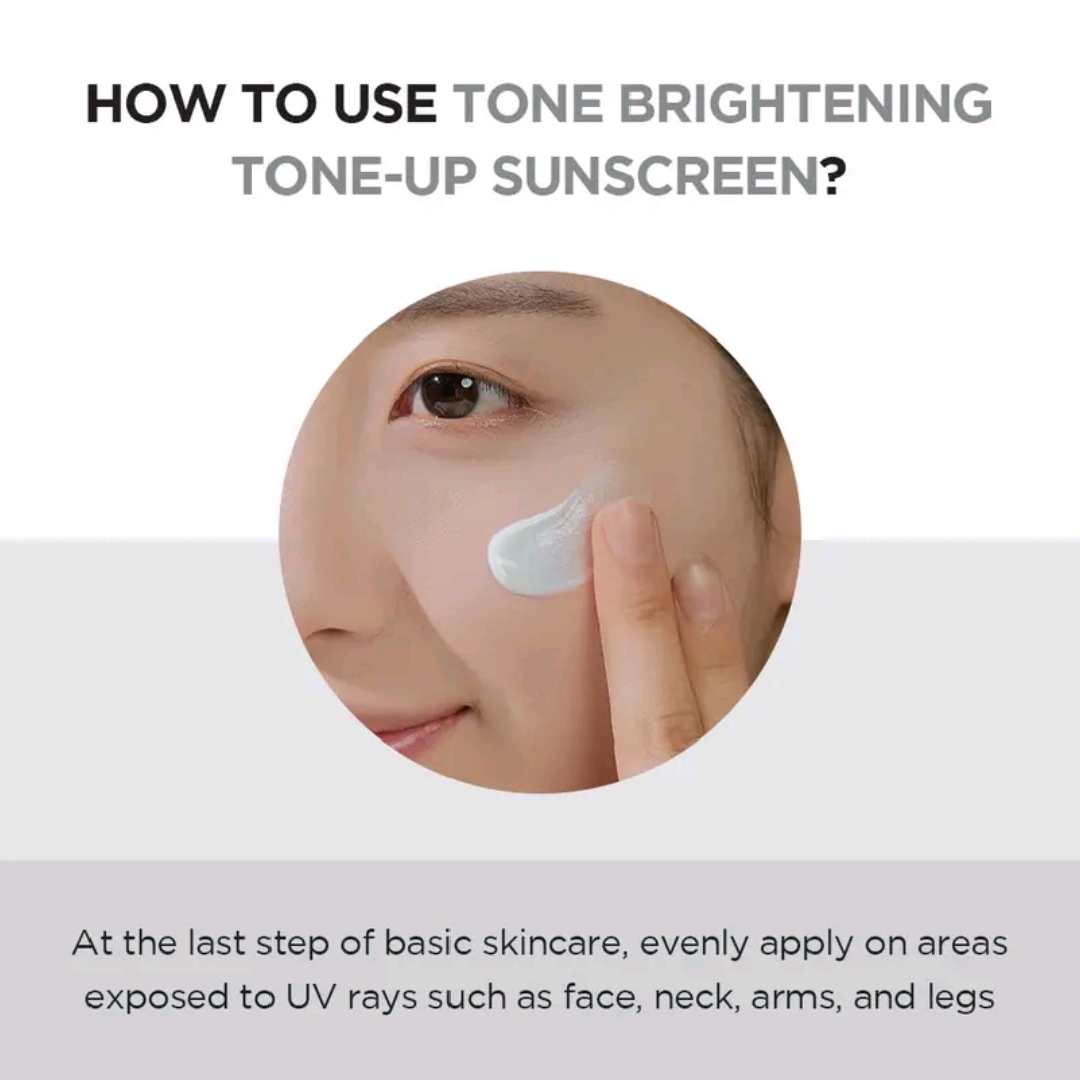 HOW TO USE TONE BRIGHTENING
TONE-UP SUNSCREEN?
At the last step of basic skincare, evenly apply on areas
exposed to UV rays such as face, neck, arms, and legs